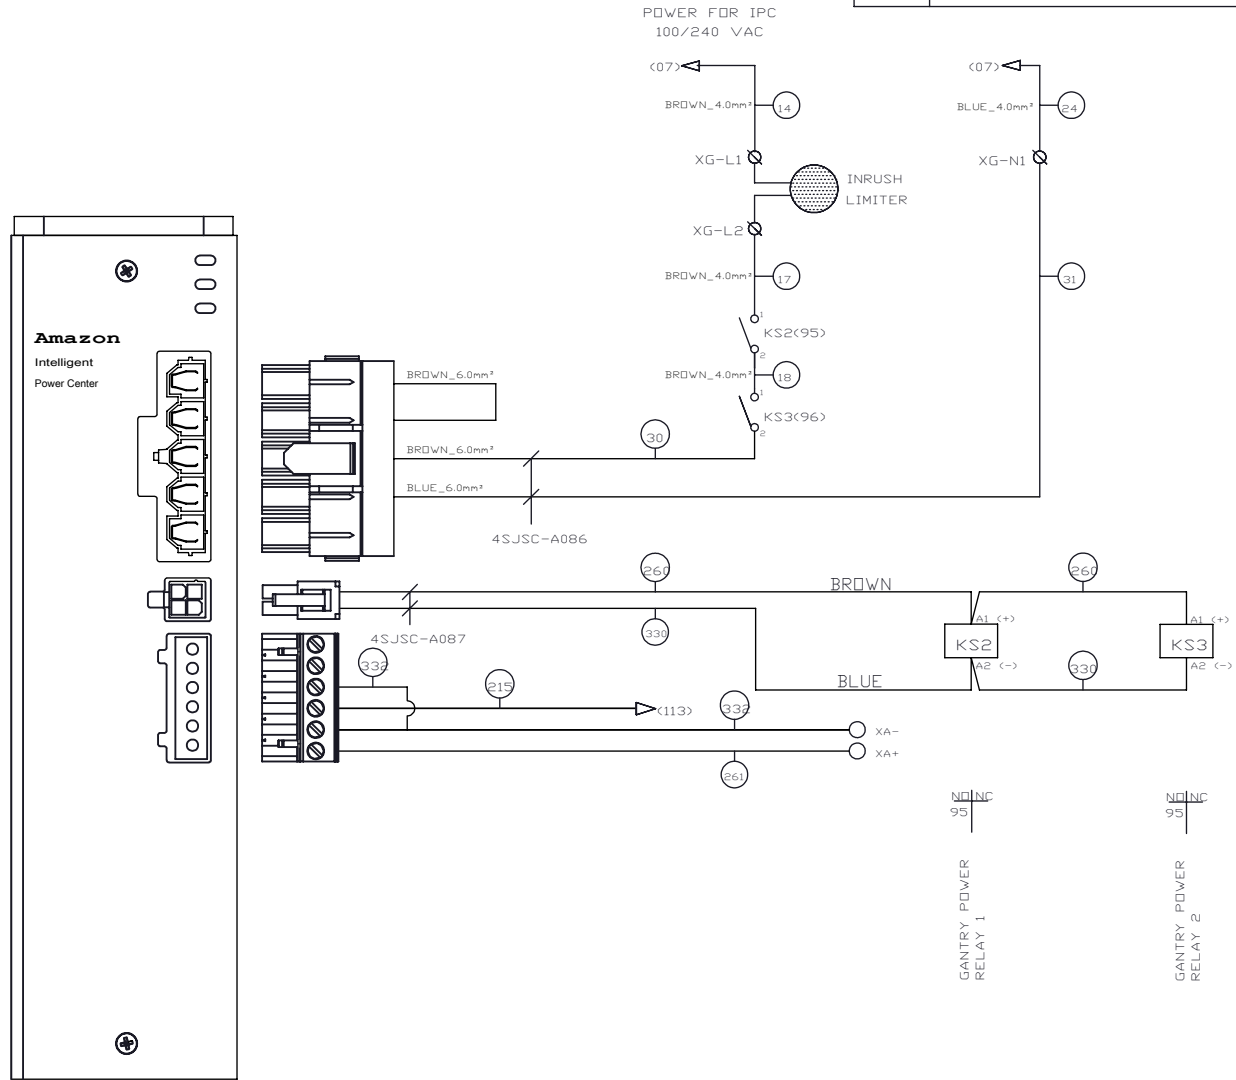 POWER FOR IPC
100/240 VAC
(07)
(07)
BROWN_4.0mm²
14
BLUE_4.0mm²
24
XG-L1
XG-N1
INRUSH
LIMITER
XG-L2
BROWN_4.0mm²
17
31
1
KS2(95)
2
BROWN_4.0mm²
18
1
KS3(96)
2
Amazon
Intelligent
Power Center
BROWN_6.0mm²
BROWN_6.0mm²
30
BLUE_6.0mm²
4SJSC-A086
260
BROWN
260
330
4SJSC-A087
A1 (+)
KS2
A2 (-)
A1 (+)
KS3
A2 (-)
332
BLUE
330
215
(113)
332
XA-
XA+
261
NO NC
95
NO NC
95
GANTRY POWER
RELAY 1
GANTRY POWER
RELAY 2